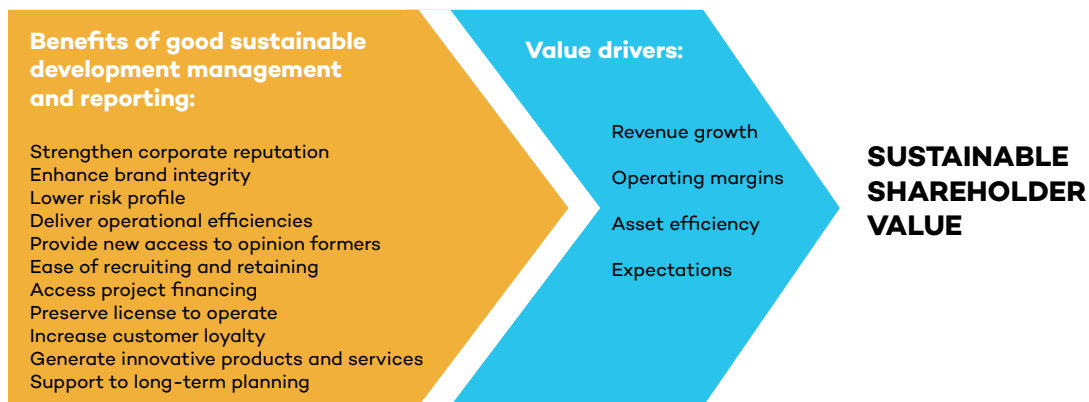 Benefits of good sustainable
development management
and reporting:
Strengthen corporate reputation
Enhance brand integrity
Lower risk profile
Deliver operational efficiencies
Provide new access to opinion formers
Ease of recruiting and retaining
Access project financing
Preserve license to operate
Increase customer loyalty
Generate innovative products and services
Support to long-term planning
Value drivers:
Revenue growth
Operating margins
Asset efficiency
Expectations
SUSTAINABLE
SHAREHOLDER
VALUE